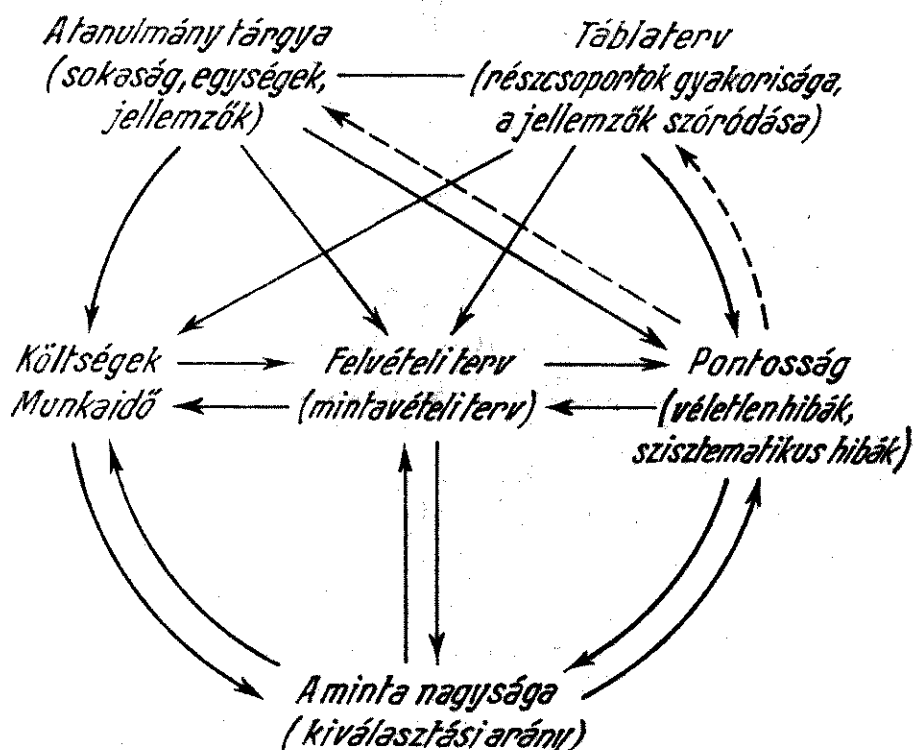 A tanulmány tárgya
(sokaság, egységek,
jellemzők)
Táblaterv
(részcsoportok gyakorisága,
a jellemzők szóródása)
Költségek
Munkaidő
Felvételi terv
(mintavételi terv)
Pontosság
(véletlen hibák,
szisztematikus hibák)
A minta nagysága
(kiválasztási arány)